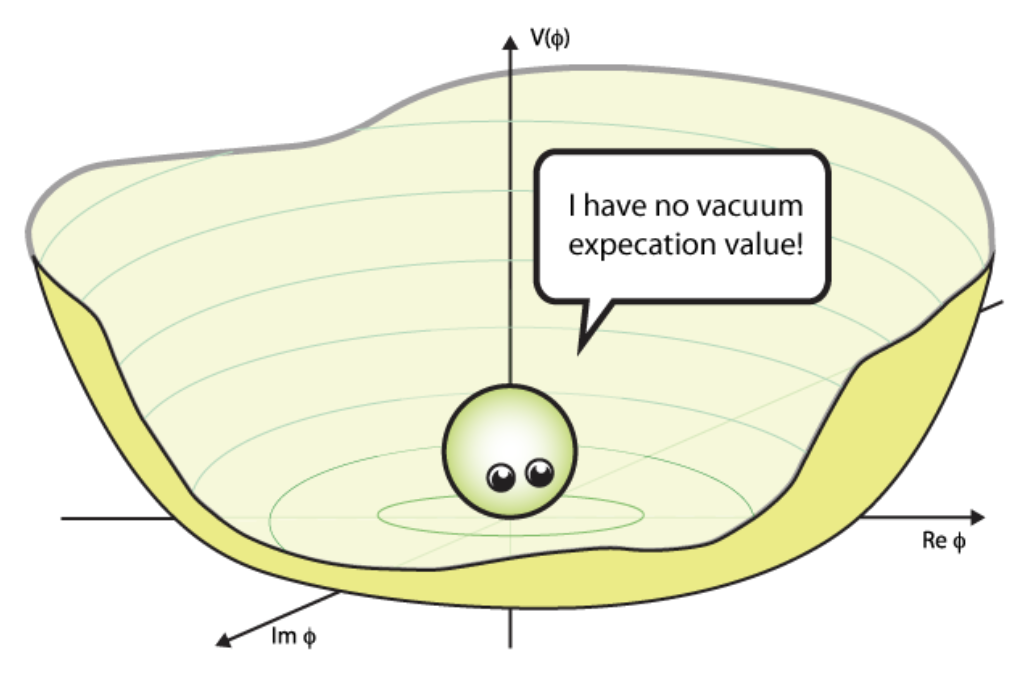 V(ϕ)
I have no vacuum
expecation value!
Re ϕ
Im ϕ